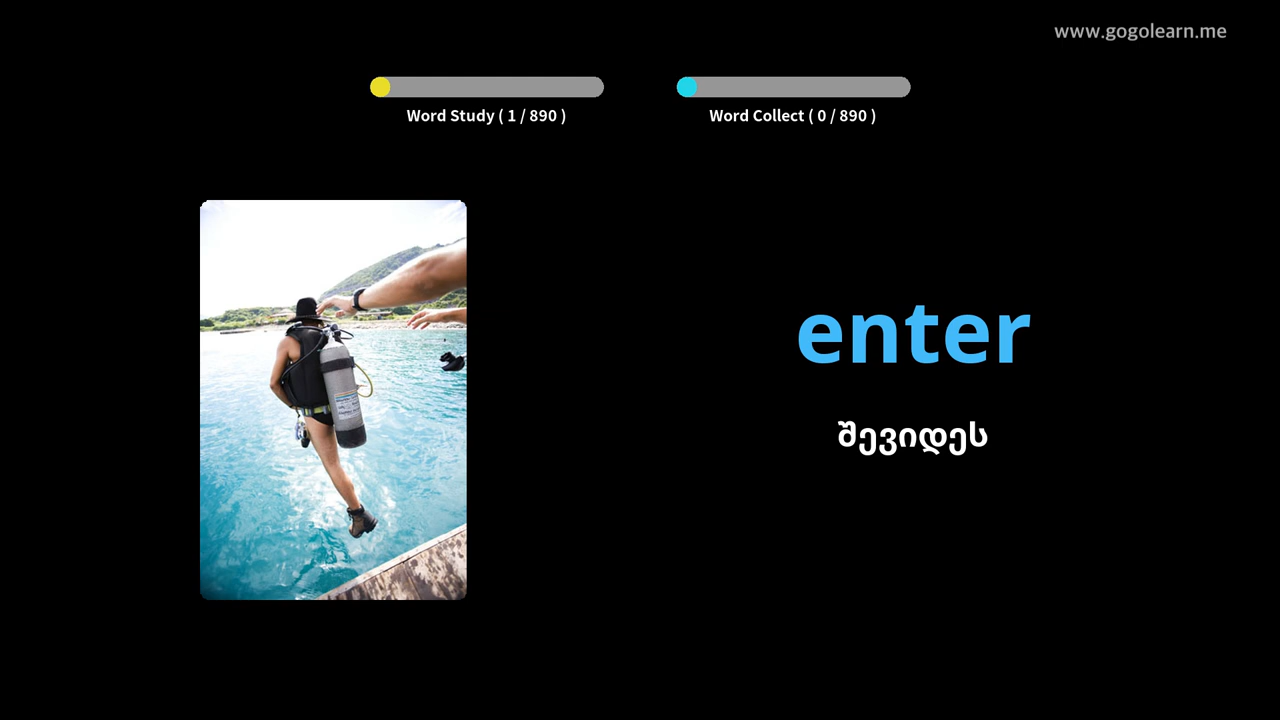 www.gogolearn.me
Word Study ( 1 / 890 )
Word Collect ( 0 / 890 )
enter
შევიდეს